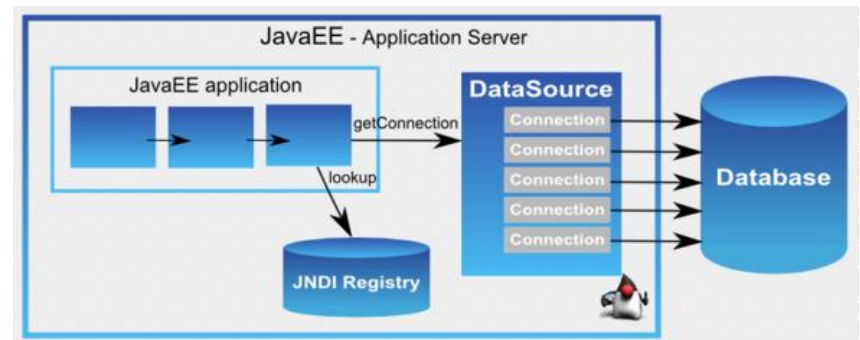 JavaEE - Application Server
JavaEE application
DataSource
getConnection
Connection
Connection
Connection
Connection
Connection
lookup
JNDI Registry
Database